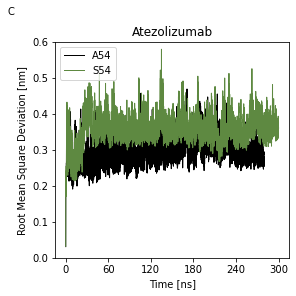 C
Atezolizumab
A54
S54
0.6
0.5
0.4
0.3
0.2
0.1
0.0
Root Mean Square Deviation [nm]
0 60 120 180 240 300
Time [ns]